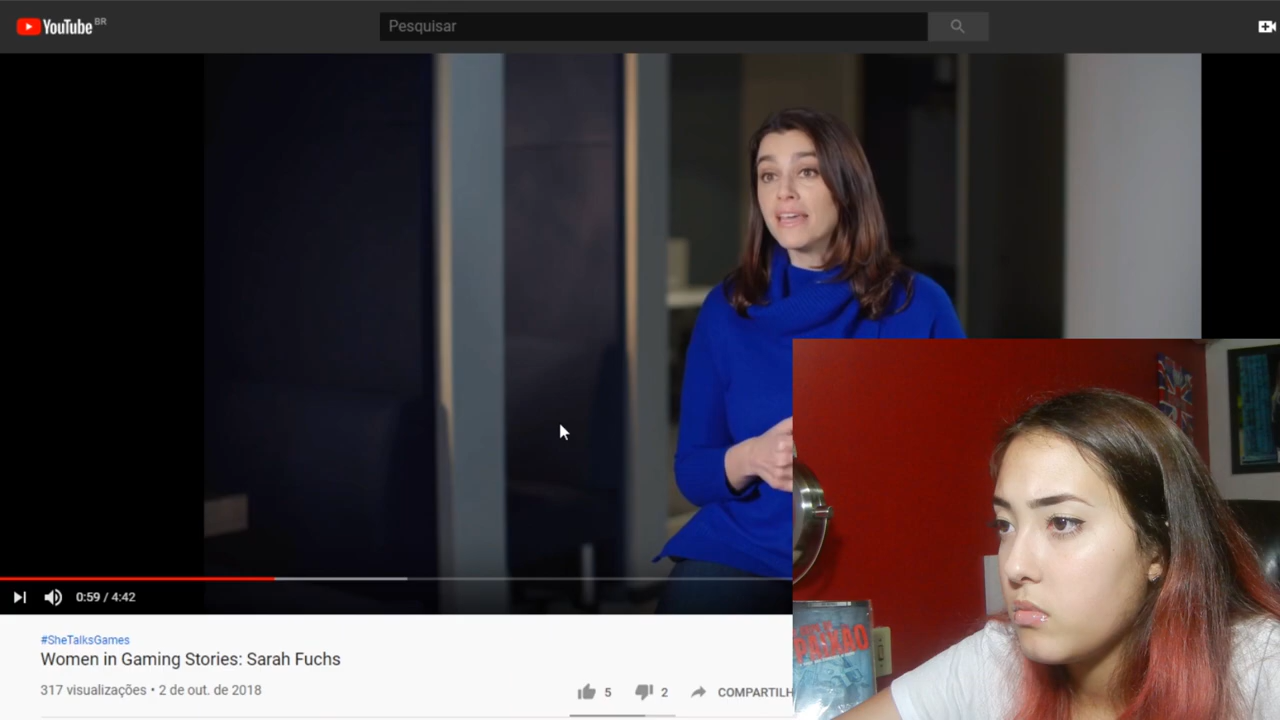 YouTube BR
Pesquisar
0:59 / 4:42
#SheTalksGames
Women in Gaming Stories: Sarah Fuchs
317 visualizações • 2 de out. de 2018
5
2
COMPARTILH
PAIXÃO